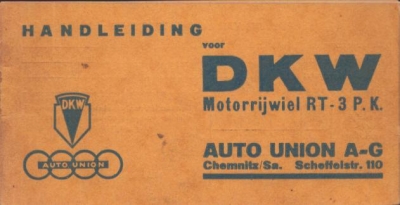 HANDLEIDING
voor
DKW
Motorrijwiel RT-3 P.K.
DKW
AUTO UNION
AUTO UNION A-G
Chemnitz/Sa. Scheffelstr. 110